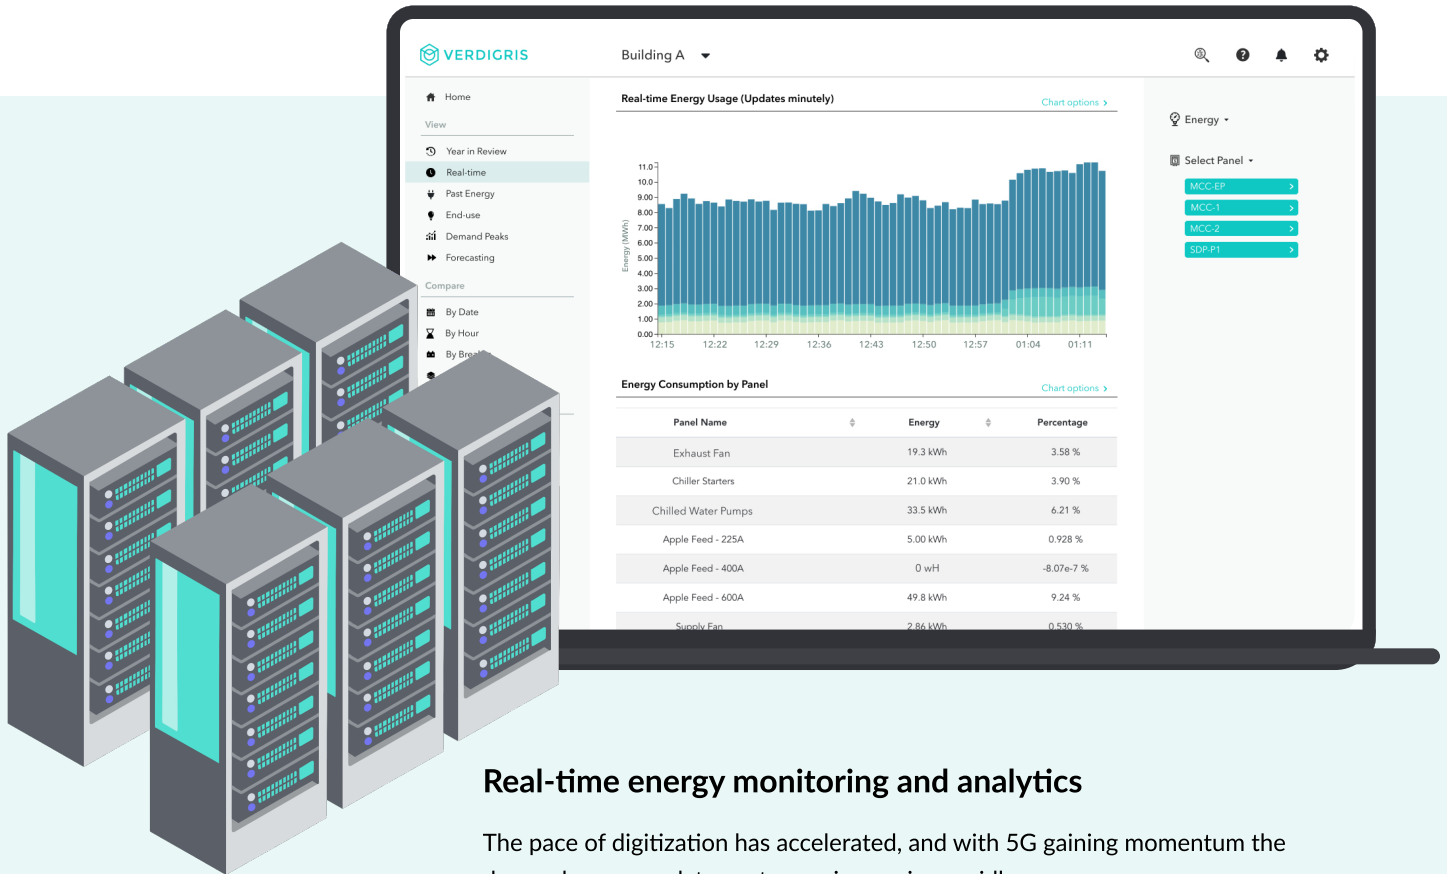 VERDIGRIS
Building A
Home
View
Year in Review
Real-time
Past Energy
End-use
Demand Peaks
Forecasting
Compare
By Date
By Hour
Real-time Energy Usage (Updates minutely)
Chart options >
Energy (MWh)
11.0
10.0
9.00
8.00
7.00
6.00
5.00
4.00
3.00
2.00
1.00
0.00
12:15 12:22 12:29 12:36 12:43 12:50 12:57 01:04 01:11
Energy Consumption by Panel
Chart options >
Panel Name Energy Percentage
Exhaust Fan 19.3 kWh 3.58 %
Chiller Starters 21.0 kWh 3.90 %
Chilled Water Pumps 33.5 kWh 6.21 %
Apple Feed - 225A 5.00 kWh 0.928 %
Apple Feed - 400A 0 wH -8.07e-7 %
Apple Feed - 600A 49.8 kWh 9.24 %
Supply Fan 2.86 kWh 0.530 %
Energy
Select Panel
MCC-EP >
MCC-1 >
MCC-2 >
SDP-P1 >
Real-time energy monitoring and analytics
The pace of digitization has accelerated, and with 5G gaining momentum the